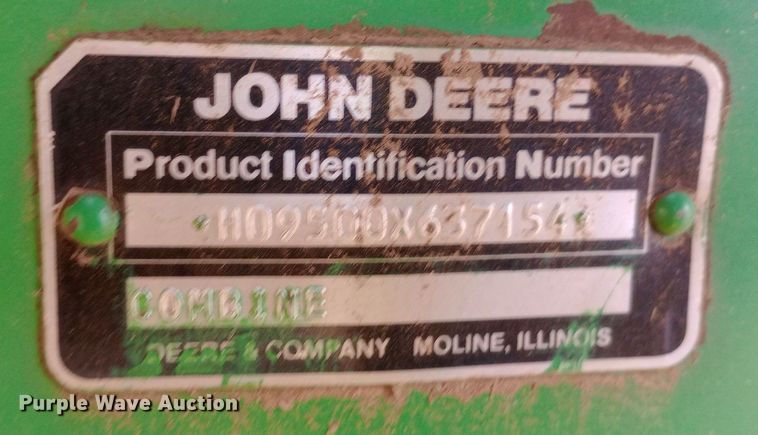 JOHN DEERE
Product Identification Number
*H09500X637154*
COMBINE
DEERE & COMPANY MOLINE, ILLINOIS
Purple Wave Auction